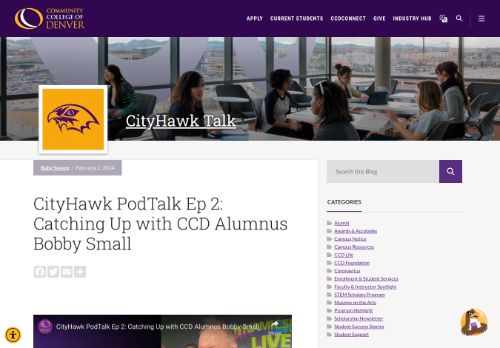 COMMUNITY
COLLEGE OF
DENVER
APPLY CURRENT STUDENTS CCDCONNECT GIVE INDUSTRY HUB
CityHawk Talk
February 2, 2024
CityHawk PodTalk Ep 2:
Catching Up with CCD Alumnus
Bobby Small
CityHawk PodTalk Ep 2: Catching Up with CCD Alumnus Bobby Small
Share
LIVE
Search this Blog
CATEGORIES
Alumni
Awards & Accolades
Campus Notice
Campus Resources
CCD Life
CCD Foundation
Coronavirus
Enrollment & Student Services
Faculty & Instructor Spotlight
STEM Scholars Program
Musings on the Arts
Program Highlight
Scholarship Newsletter
Student Success Stories
Student Support